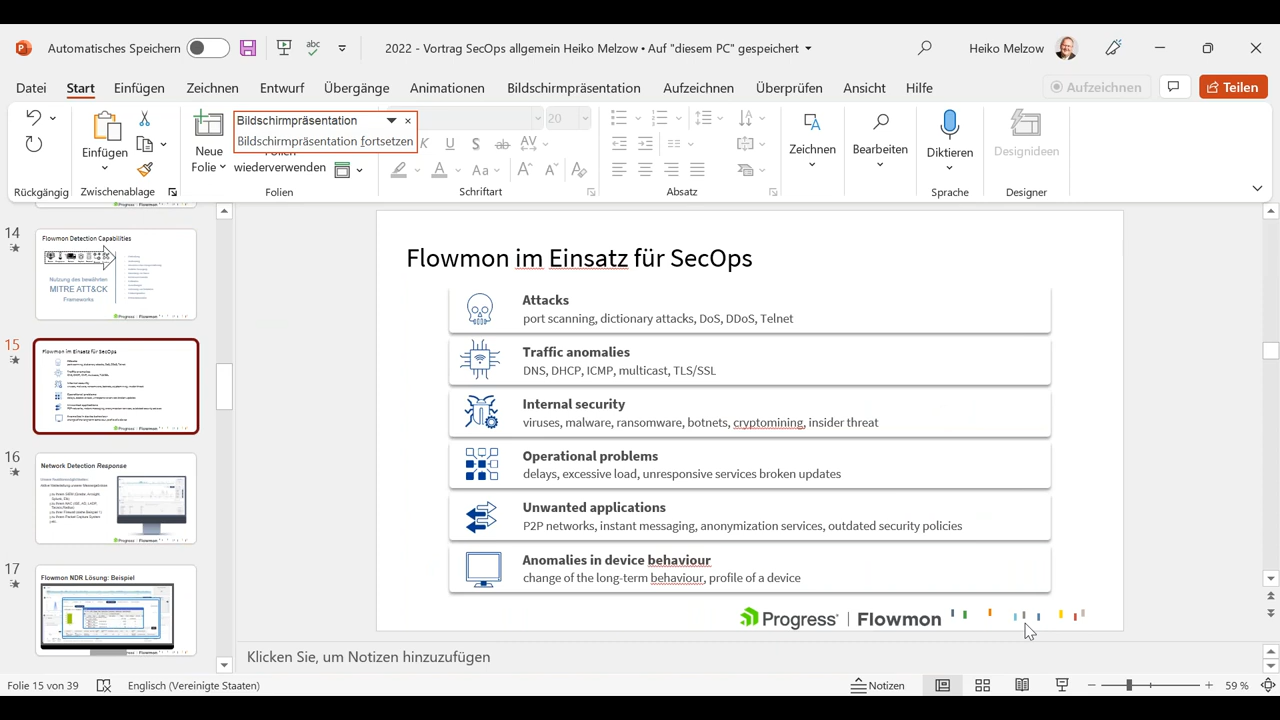 Automatisches Speichern
2022 - Vortrag SecOps allgemein Heiko Melzow • Auf "diesem PC" gespeichert
Heiko Melzow
Datei Start Einfügen Zeichnen Entwurf Übergänge Animationen Bildschirmpräsentation Aufzeichnen Überprüfen Ansicht Hilfe
Aufzeichnen
Teilen
Bildschirmpräsentation
Bildschirmpräsentation fortsetzen
Einfügen
Neue
Folie
wiederverwenden
20
Zeichnen
Bearbeiten
Diktieren
Designideen
Rückgängig
Zwischenablage
Folien
Schriftart
Absatz
Sprache
Designer
14
Flowmon Detection Capabilities
Nutzung des bewährten
MITRE ATT&CK
Frameworks
15
Flowmon im Einsatz für SecOps
16
Network Detection Response
17
Flowmon NDR Lösung: Beispiel
Flowmon im Einsatz für SecOps
Attacks
port scanning, dictionary attacks, DoS, DDoS, Telnet
Traffic anomalies
DNS, DHCP, ICMP, multicast, TLS/SSL
Internal security
viruses, malware, ransomware, botnets, cryptomining, insider threat
Operational problems
delays, excessive load, unresponsive services broken updates
Unwanted applications
P2P networks, instant messaging, anonymization services, outdated security policies
Anomalies in device behaviour
change of the long-term behaviour, profile of a device
Progress Flowmon
Klicken Sie, um Notizen hinzuzufügen
Folie 15 von 39
Englisch (Vereinigte Staaten)
Notizen
59 %